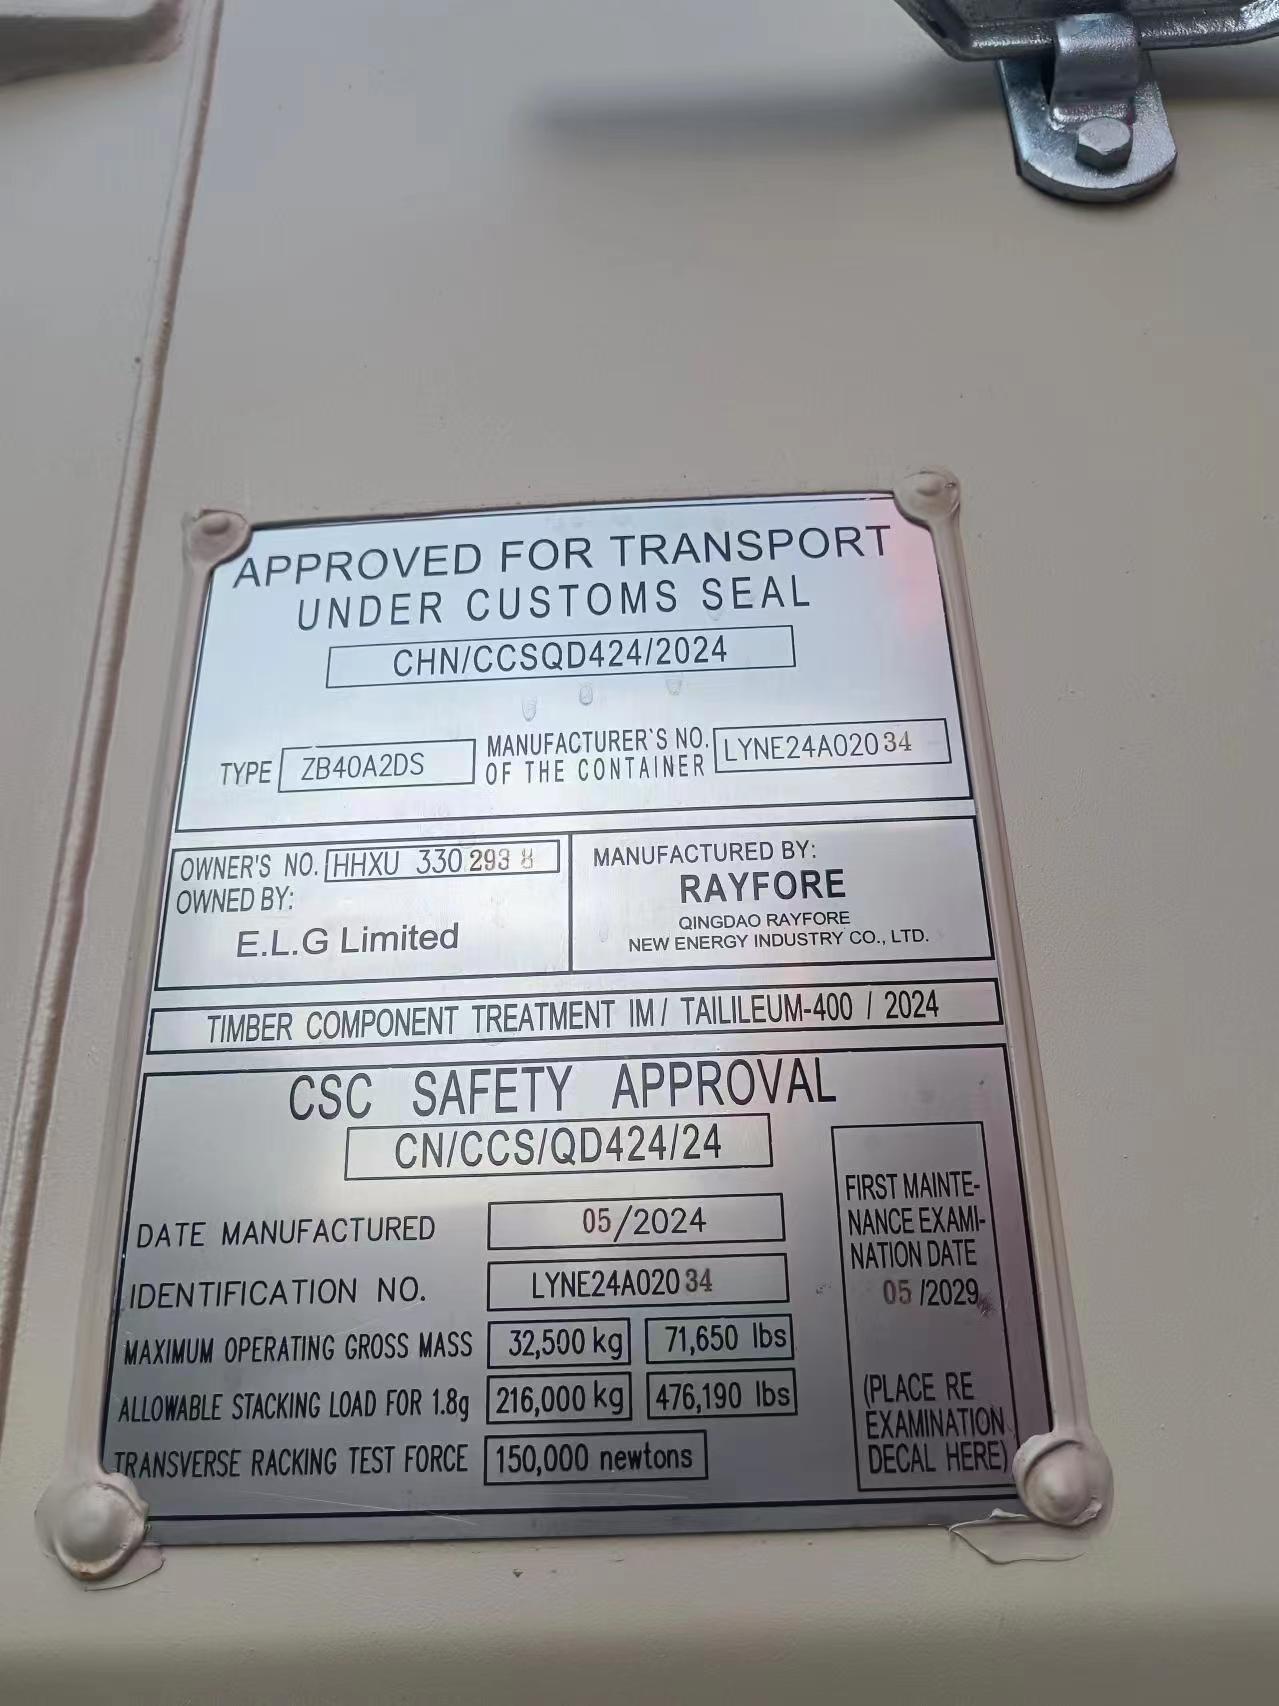 APPROVED FOR TRANSPORT
UNDER CUSTOMS SEAL
CHN/CCSQD424/2024
TYPE ZB40A2DS MANUFACTURER'S NO. OF THE CONTAINER LYNE24A02034
OWNER'S NO. HHXU 330 293 8
OWNED BY:
E.L.G Limited
MANUFACTURED BY:
RAYFORE
QINGDAO RAYFORE
NEW ENERGY INDUSTRY CO., LTD.
TIMBER COMPONENT TREATMENT IM / TAILILEUM-400 / 2024
CSC SAFETY APPROVAL
CN/CCS/QD424/24
DATE MANUFACTURED 05/2024
IDENTIFICATION NO. LYNE24A02034
MAXIMUM OPERATING GROSS MASS 32,500 kg 71,650 lbs
ALLOWABLE STACKING LOAD FOR 1.8g 216,000 kg 476,190 lbs
TRANSVERSE RACKING TEST FORCE 150,000 newtons
FIRST MAINTE-
NANCE EXAMI-
NATION DATE
05 /2029
(PLACE RE
EXAMINATION
DECAL HERE)